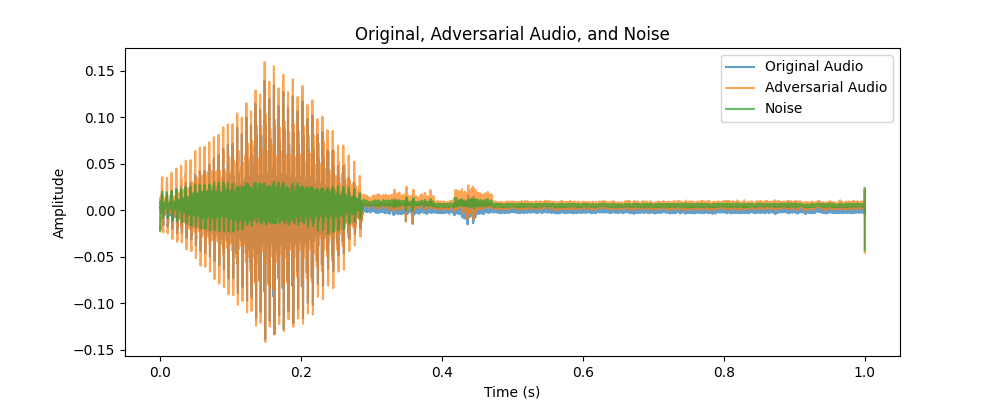 Original, Adversarial Audio, and Noise
Original Audio
Adversarial Audio
Noise
Amplitude
0.15
0.10
0.05
0.00
−0.05
−0.10
−0.15
0.0 0.2 0.4 0.6 0.8 1.0
Time (s)